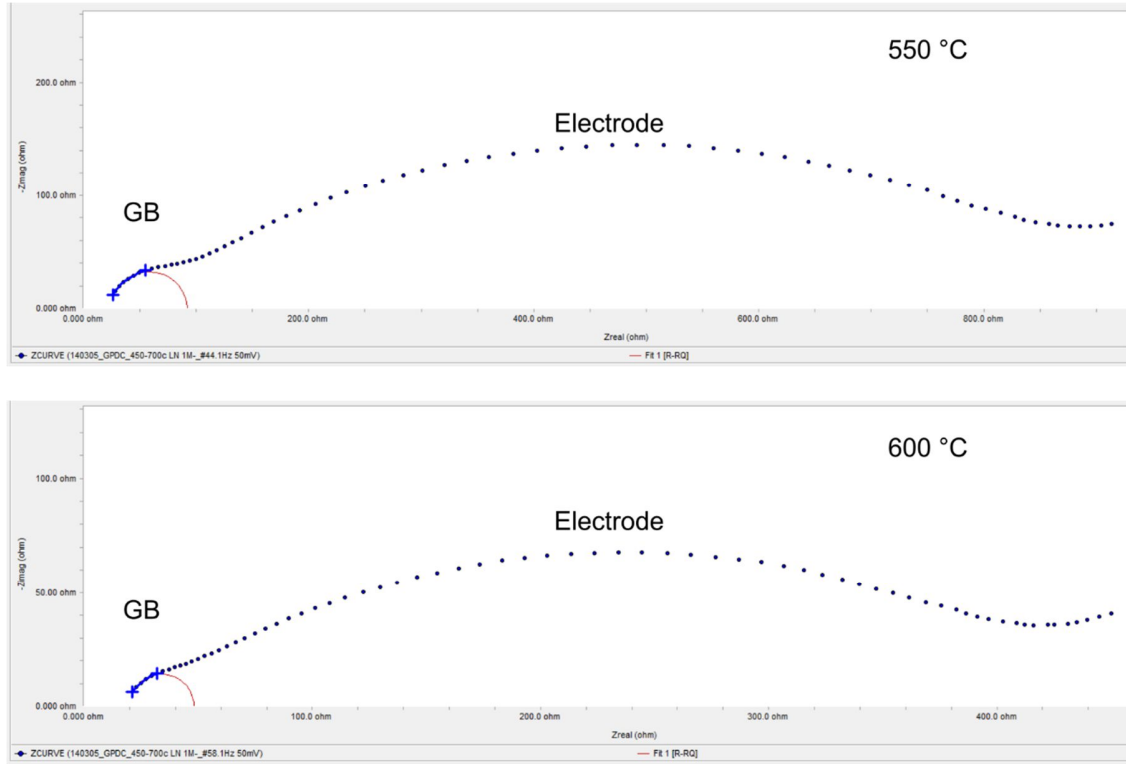 550 °C
200.0 ohm
Electrode
-Zimag (ohm)
100.0 ohm
GB
0.000 ohm
0.000 ohm 200.0 ohm 400.0 ohm 600.0 ohm 800.0 ohm
Zreal (ohm)
ZCURVE (140305_GPDC_450-700c LN 1M-_#44.1Hz 50mV) Fit 1 [R-RQ]
600 °C
100.0 ohm
Electrode
-Zimag (ohm)
50.00 ohm
GB
0.000 ohm
0.000 ohm 100.0 ohm 200.0 ohm 300.0 ohm 400.0 ohm
Zreal (ohm)
ZCURVE (140305_GPDC_450-700c LN 1M-_#58.1Hz 50mV) Fit 1 [R-RQ]